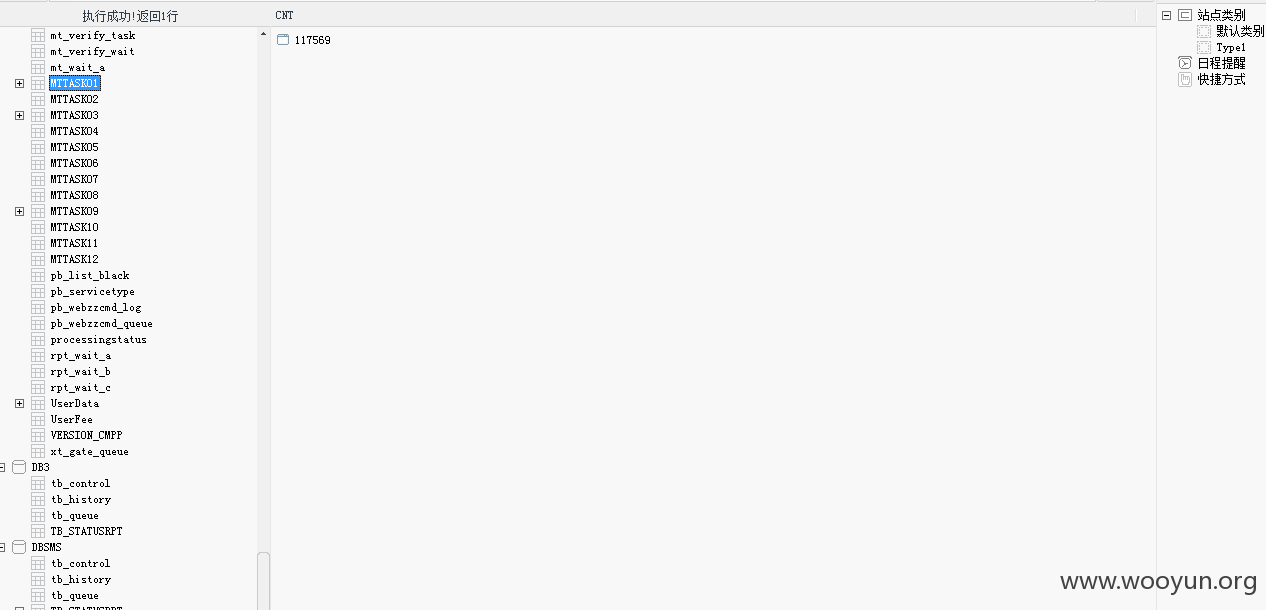 执行成功!返回1行
mt_verify_task
mt_verify_wait
mt_wait_a
MTTASK01
MTTASK02
MTTASK03
MTTASK04
MTTASK05
MTTASK06
MTTASK07
MTTASK08
MTTASK09
MTTASK10
MTTASK11
MTTASK12
pb_list_black
pb_servicetype
pb_webzzcmd_log
pb_webzzcmd_queue
processingstatus
rpt_wait_a
rpt_wait_b
rpt_wait_c
UserData
UserFee
VERSION_CMPP
xt_gate_queue
DB3
tb_control
tb_history
tb_queue
TB_STATUSRPT
DBSMS
tb_control
tb_history
tb_queue
TB_STATUSRPT
CNT
117569
站点类别
默认类别
Type1
日程提醒
快捷方式
www.wooyun.org